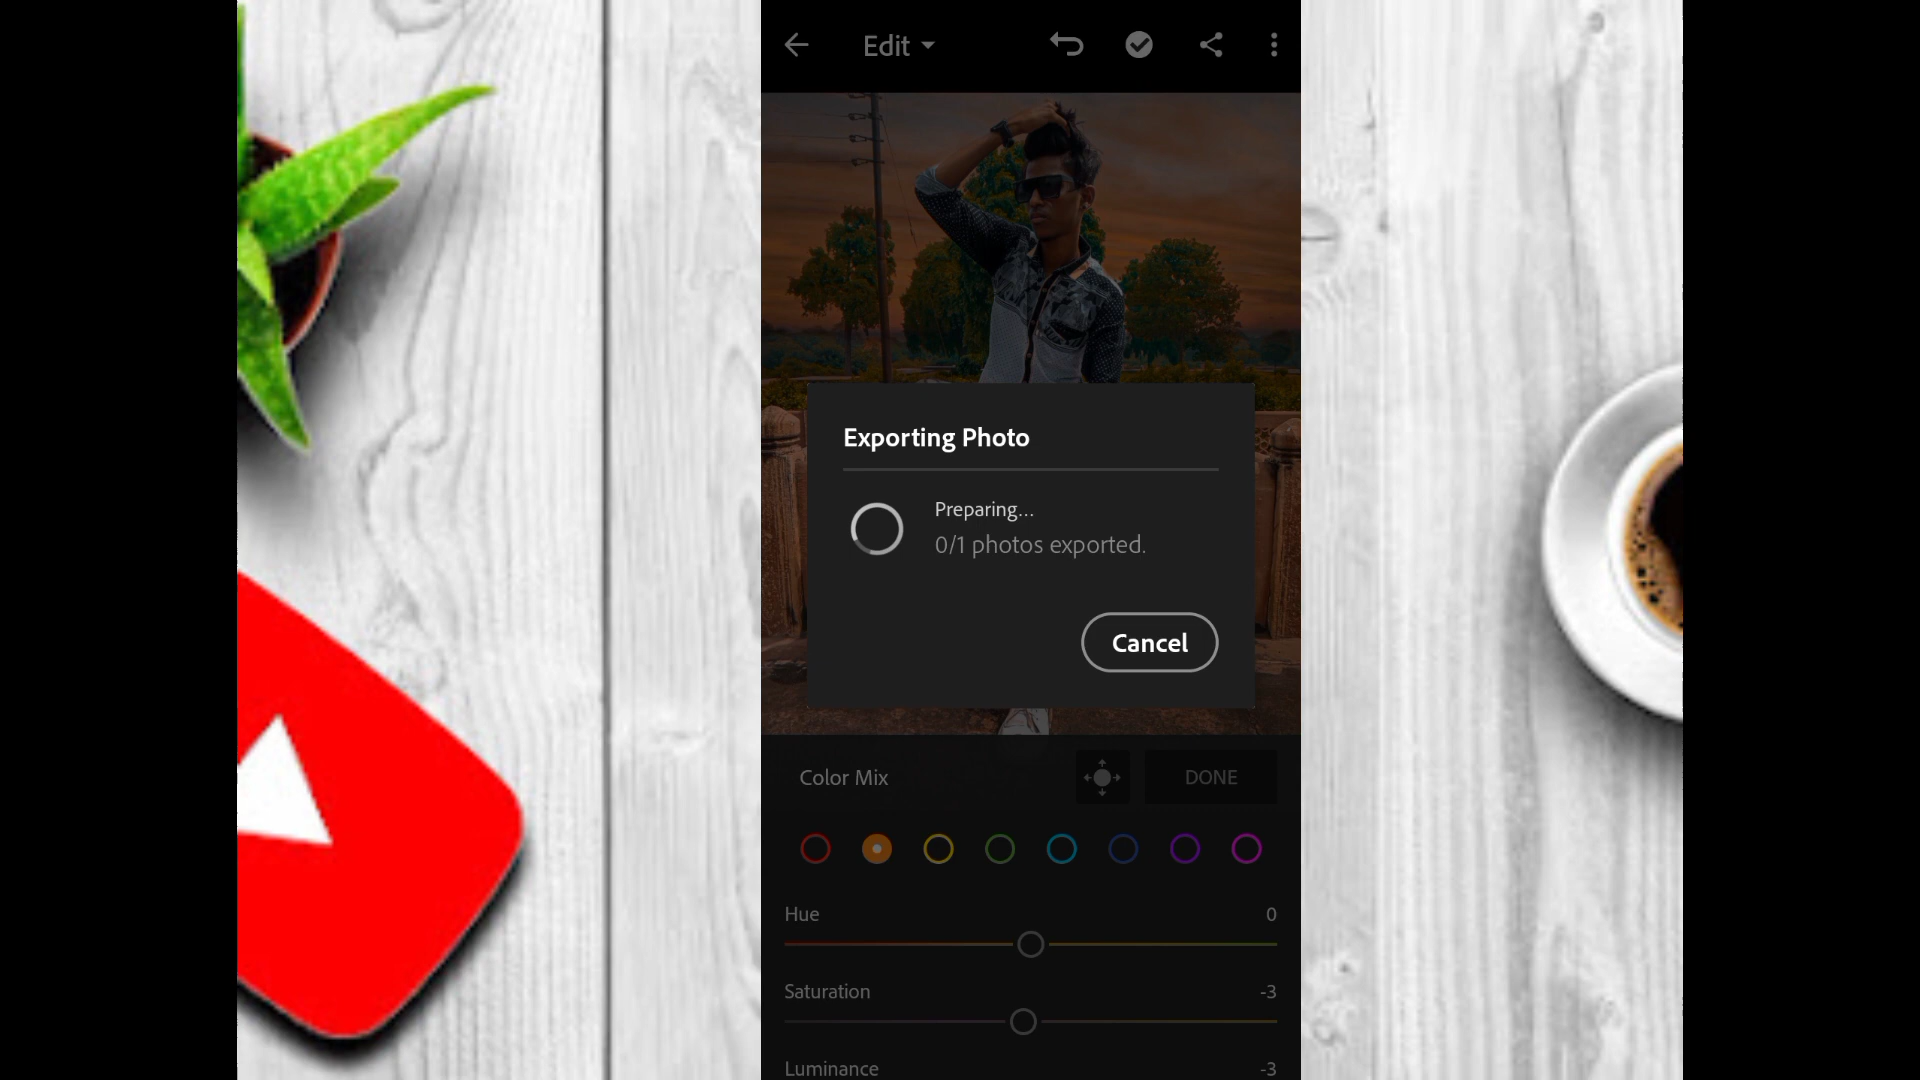 Edit
Exporting Photo
Preparing...
0/1 photos exported.
Cancel
Color Mix
DONE
Hue 0
Saturation -3
Luminance -3